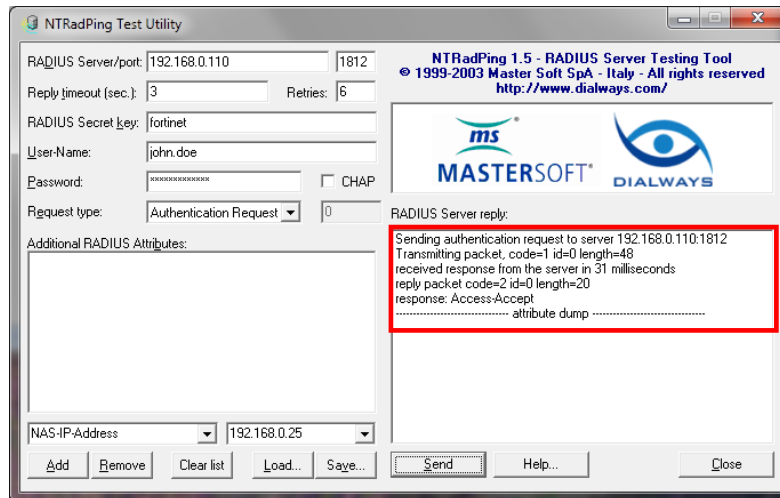 NTRadPing Test Utility
RADIUS Server/port: 192.168.0.110 1812
Reply timeout (sec.): 3 Retries: 6
RADIUS Secret key: fortinet
User-Name: john.doe
Password: ************* CHAP
Request type: Authentication Request 0
Additional RADIUS Attributes:
NAS-IP-Address 192.168.0.25
Add Remove Clear list Load... Save...
NTRadPing 1.5 - RADIUS Server Testing Tool
© 1999-2003 Master Soft SpA - Italy - All rights reserved
http://www.dialways.com/
ms
MASTERSOFT®
DIALWAYS
RADIUS Server reply:
Sending authentication request to server 192.168.0.110:1812
Transmitting packet, code=1 id=0 length=48
received response from the server in 31 milliseconds
reply packet code=2 id=0 length=20
response: Access-Accept
-------------------------------- attribute dump --------------------------------
Send Help... Close